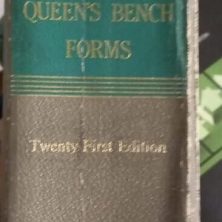 QUEEN'S BENCH
FORMS
Twenty First Edition